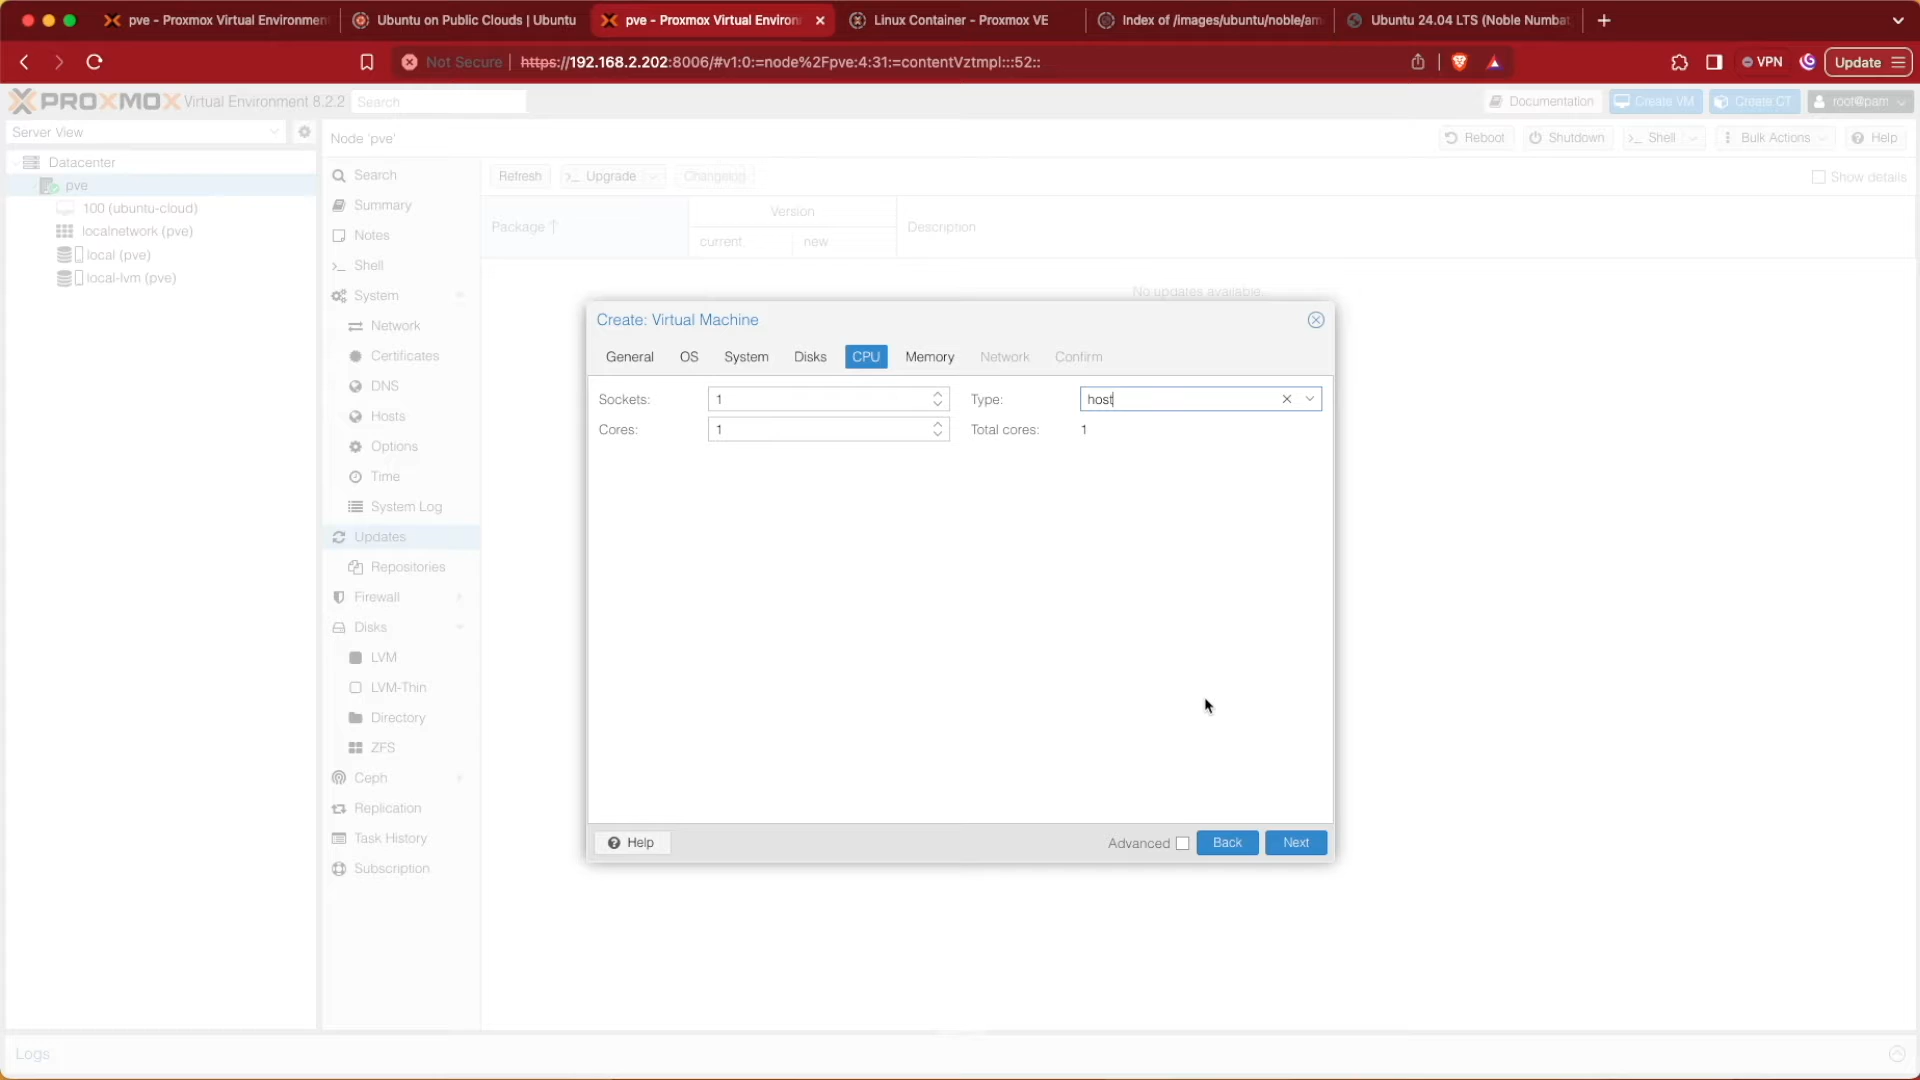 pve - Proxmox Virtual Environment
Ubuntu on Public Clouds | Ubuntu
pve - Proxmox Virtual Environ
Linux Container - Proxmox VE
Index of /images/ubuntu/noble/am
Ubuntu 24.04 LTS (Noble Numbat
Not Secure
https://192.168.2.202:8006/#v1:0:=node%2Fpve:4:31:=contentVztmpl:::52::
VPN
Update
PROXMOX Virtual Environment 8.2.2
Search
Documentation
Create VM
Create CT
root@pam
Server View
Node 'pve'
Reboot
Shutdown
Shell
Bulk Actions
Help
Datacenter
pve
100 (ubuntu-cloud)
localnetwork (pve)
local (pve)
local-lvm (pve)
Search
Summary
Notes
Shell
System
Network
Certificates
DNS
Hosts
Options
Time
System Log
Updates
Repositories
Firewall
Disks
LVM
LVM-Thin
Directory
ZFS
Ceph
Replication
Task History
Subscription
Refresh
Upgrade
Changelog
Show details
Package
Version
current
new
Description
No updates available.
Create: Virtual Machine
General
OS
System
Disks
CPU
Memory
Network
Confirm
Sockets:
1
Type:
host
Cores:
1
Total cores:
1
Help
Advanced
Back
Next
Logs